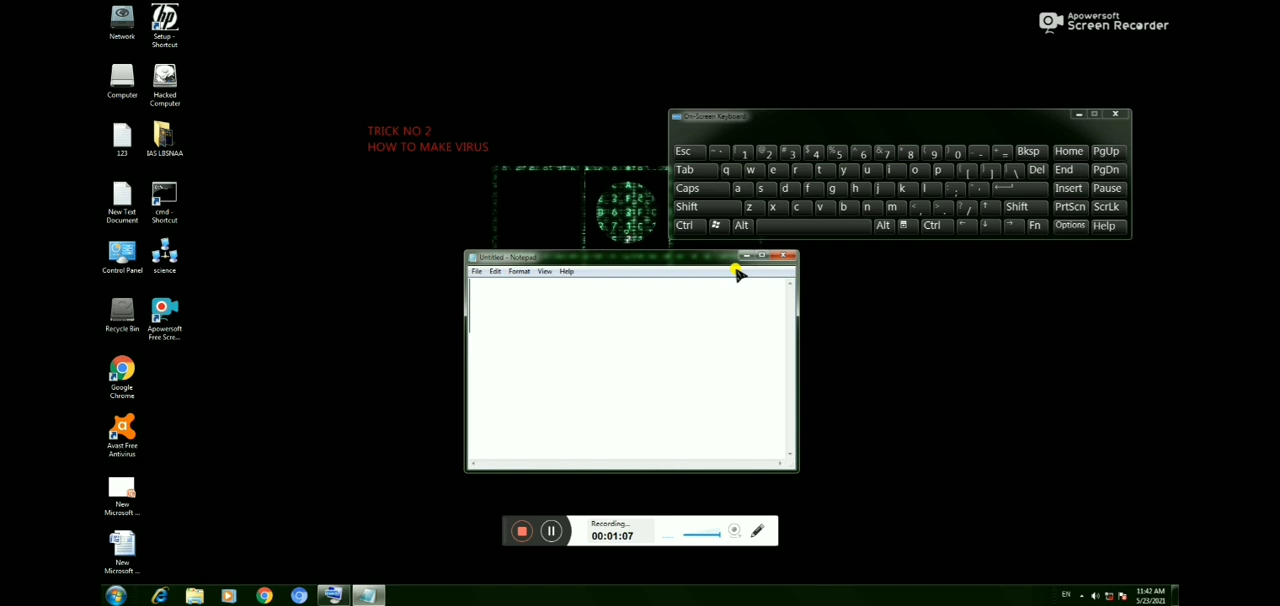 Apowersoft
Screen Recorder
Network
Setup -
Shortcut
Computer
Hacked
Computer
123
IAS LBSNAA
New Text
Document
cmd -
Shortcut
Control Panel
science
Recycle Bin
Apowersoft
Free Scre...
Google
Chrome
Avast Free
Antivirus
New
Microsoft ...
New
Microsoft ...
TRICK NO 2
HOW TO MAKE VIRUS
On-Screen Keyboard
Esc ~ ` ! 1 @ 2 # 3 $ 4 % 5 ^ 6 & 7 * 8 ( 9 ) 0 _ - + = Bksp Home PgUp
Tab q w e r t y u i o p { [ } ] | \ Del End PgDn
Caps a s d f g h j k l : ; " ' Insert Pause
Shift z x c v b n m < , > . ? / Shift PrtScn ScrLk
Ctrl Alt Alt Ctrl Fn Options Help
Untitled - Notepad
File Edit Format View Help
Recording...
00:01:07
EN
11:42 AM
5/23/2021